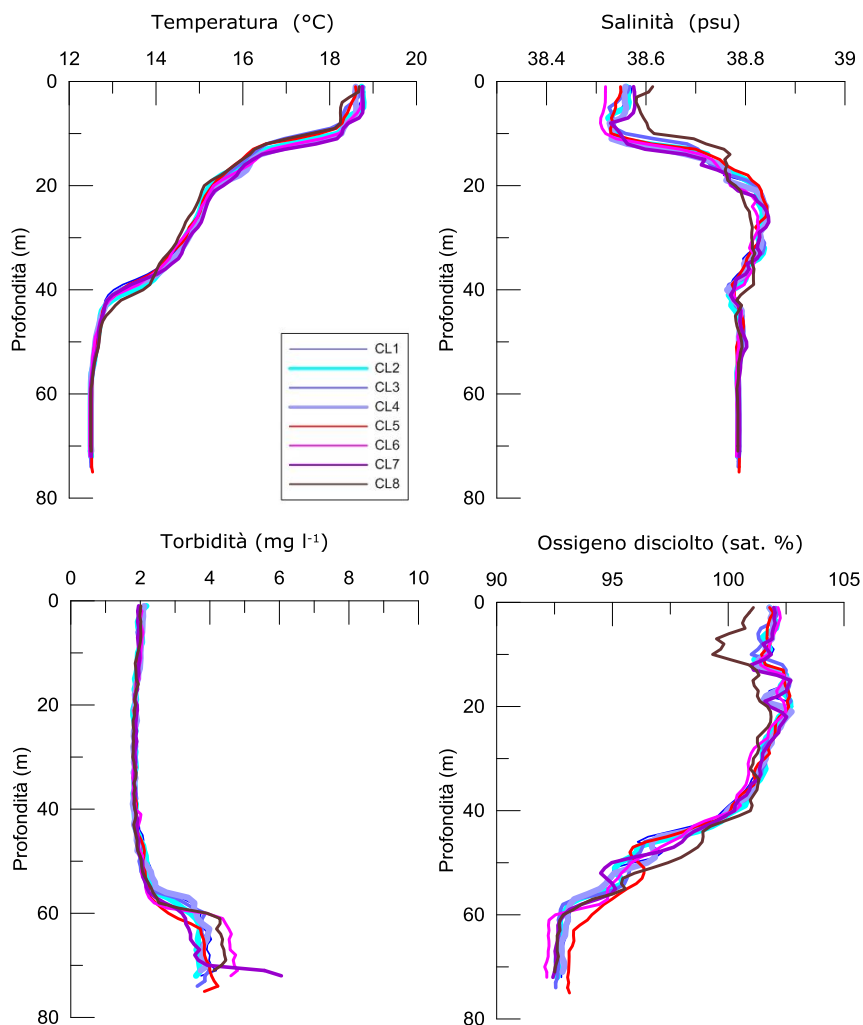 Temperatura (°C)
12 14 16 18 20
0
20
40
60
80
Profondità (m)
CL1
CL2
CL3
CL4
CL5
CL6
CL7
CL8
Salinità (psu)
38.4 38.6 38.8 39
0
20
40
60
80
Profondità (m)
Torbidità (mg l-1)
0 2 4 6 8 10
0
20
40
60
80
Profondità (m)
Ossigeno disciolto (sat. %)
90 95 100 105
0
20
40
60
80
Profondità (m)